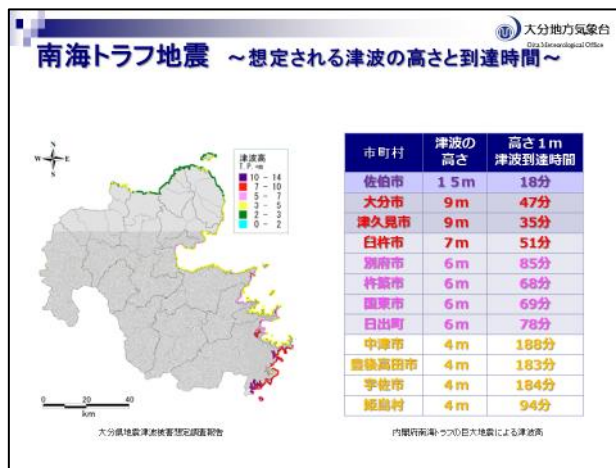 大分地方気象台
Oita Meteorological Office
南海トラフ地震 ～想定される津波の高さと到達時間～
N
W E
S
津波高
T.P.+m
10 - 14
7 - 10
5 - 7
3 - 5
2 - 3
0 - 2
0 20 40
km
大分県地震津波被害想定調査報告
市町村 津波の高さ 高さ1m津波到達時間
佐伯市 15m 18分
大分市 9m 47分
津久見市 9m 35分
臼杵市 7m 51分
別府市 6m 85分
杵築市 6m 68分
国東市 6m 69分
日出町 6m 78分
中津市 4m 188分
豊後高田市 4m 183分
宇佐市 4m 184分
姫島村 4m 94分
内閣府南海トラフの巨大地震による津波高